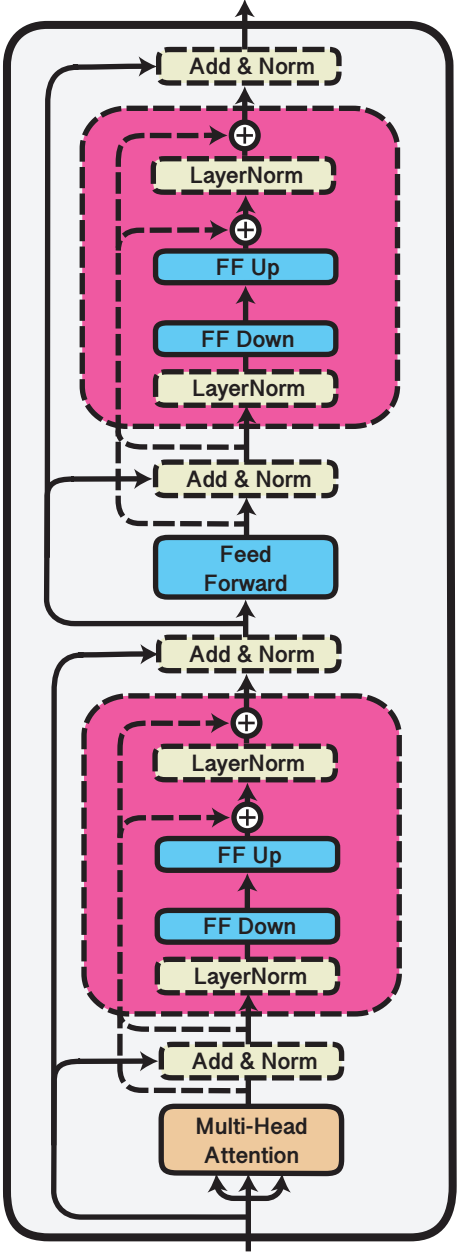 Add & Norm
LayerNorm
FF Up
FF Down
LayerNorm
Add & Norm
Feed
Forward
Add & Norm
LayerNorm
FF Up
FF Down
LayerNorm
Add & Norm
Multi-Head
Attention